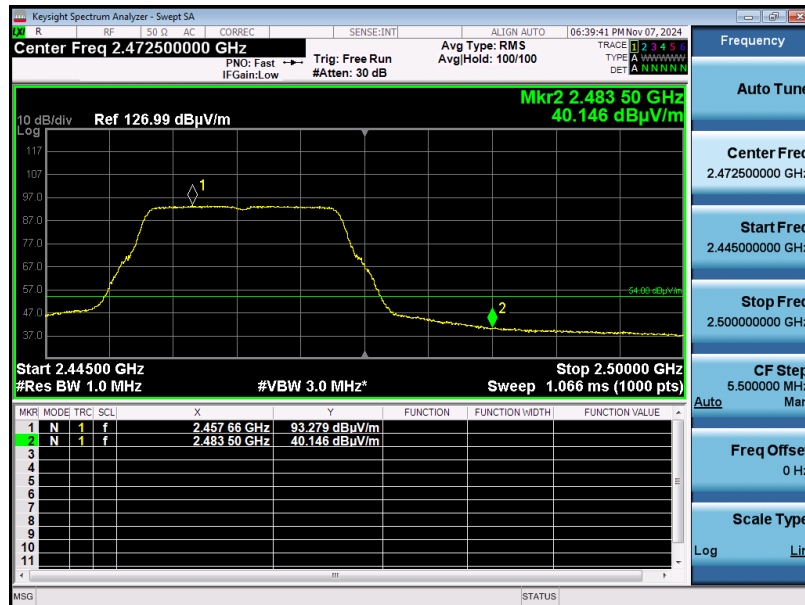 Keysight Spectrum Analyzer - Swept SA
LXI R RF 50 Ω AC CORREC SENSE:INT ALIGN AUTO 06:39:41 PM Nov 07, 2024
Center Freq 2.472500000 GHz
PNO: Fast
IFGain:Low
Trig: Free Run
#Atten: 30 dB
Avg Type: RMS
Avg|Hold: 100/100
TRACE 1 2 3 4 5 6
TYPE A WWWWW
DET A N N N N N
Mkr2 2.483 50 GHz
40.146 dBµV/m
10 dB/div Ref 126.99 dBµV/m
Log
117
107
97.0
87.0
77.0
67.0
57.0
47.0
37.0
1
2
54.00 dBµV/m
Start 2.44500 GHz Stop 2.50000 GHz
#Res BW 1.0 MHz #VBW 3.0 MHz* Sweep 1.066 ms (1000 pts)
MKR MODE TRC SCL X Y FUNCTION FUNCTION WIDTH FUNCTION VALUE
1 N 1 f 2.457 66 GHz 93.279 dBµV/m
2 N 1 f 2.483 50 GHz 40.146 dBµV/m
3
4
5
6
7
8
9
10
11
MSG STATUS
Frequency
Auto Tune
Center Freq
2.472500000 GHz
Start Freq
2.445000000 GHz
Stop Freq
2.500000000 GHz
CF Step
5.500000 MHz
Auto Man
Freq Offset
0 Hz
Scale Type
Log Lin